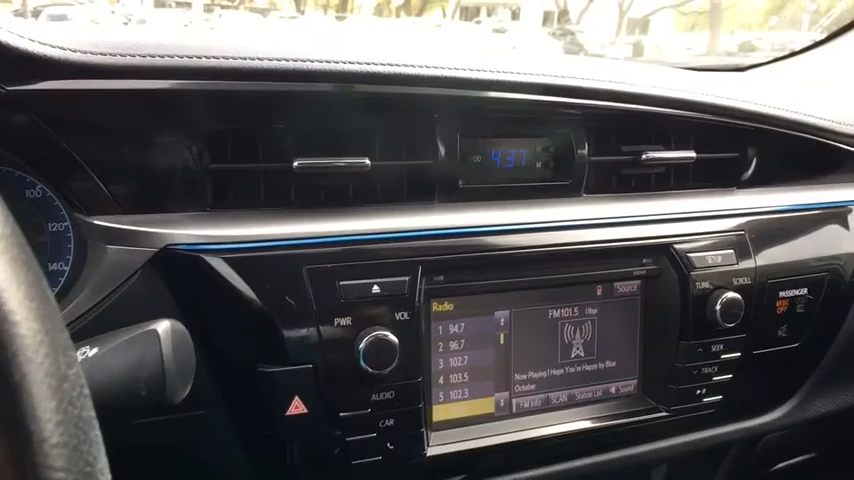 4:37
100
120
140
SETUP
PWR
VOL
TUNE
SCROLL
PASSENGER
OFF
SEEK
TRACK
AUDIO
CAR
Radio
Source
FM 101.5
1 94.7
2 96.7
3 102.7
4 103.5
5 102.3
Now Playing I Hope You're Happy by Blue
October
FM Info
SCAN
Station List
Sound